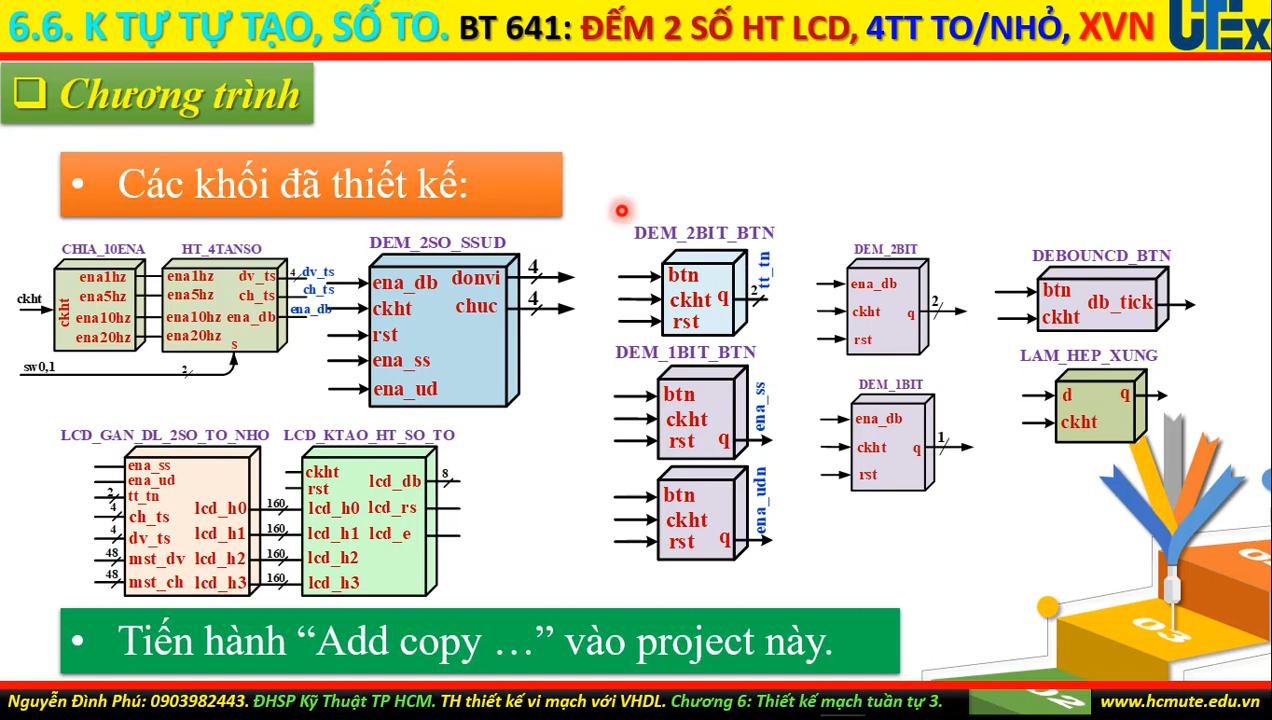 6.6. K TỰ TỰ TẠO, SỐ TO. BT 641: ĐẾM 2 SỐ HT LCD, 4TT TO/NHỎ, XVN
UTEx
❑ Chương trình
• Các khối đã thiết kế:
CHIA_10ENA
ckht
ckht
ena1hz
ena5hz
ena10hz
ena20hz
sw0,1
2
HT_4TANSO
ena1hz
ena5hz
ena10hz
ena20hz
dv_ts
ch_ts
ena_db
s
4
dv_ts
ch_ts
ena_db
DEM_2SO_SSUD
ena_db
ckht
rst
ena_ss
ena_ud
donvi
chuc
4
4
DEM_2BIT_BTN
btn
ckht
rst
q
2
tt_tn
DEM_1BIT_BTN
btn
ckht
rst
q
ena_ss
btn
ckht
rst
q
ena_udn
DEM_2BIT
ena_db
ckht
rst
q
2
DEM_1BIT
ena_db
ckht
rst
q
1
DEBOUNCD_BTN
btn
ckht
db_tick
LAM_HEP_XUNG
d
ckht
q
LCD_GAN_DL_2SO_TO_NHO
ena_ss
ena_ud
2
tt_tn
4
ch_ts
4
dv_ts
48
mst_dv
48
mst_ch
lcd_h0
lcd_h1
lcd_h2
lcd_h3
160
160
160
160
LCD_KTAO_HT_SO_TO
ckht
rst
lcd_h0
lcd_h1
lcd_h2
lcd_h3
lcd_db
lcd_rs
lcd_e
8
03
02
• Tiến hành “Add copy …” vào project này.
Nguyễn Đình Phú: 0903982443. ĐHSP Kỹ Thuật TP HCM. TH thiết kế vi mạch với VHDL. Chương 6: Thiết kế mạch tuần tự 3.
www.hcmute.edu.vn